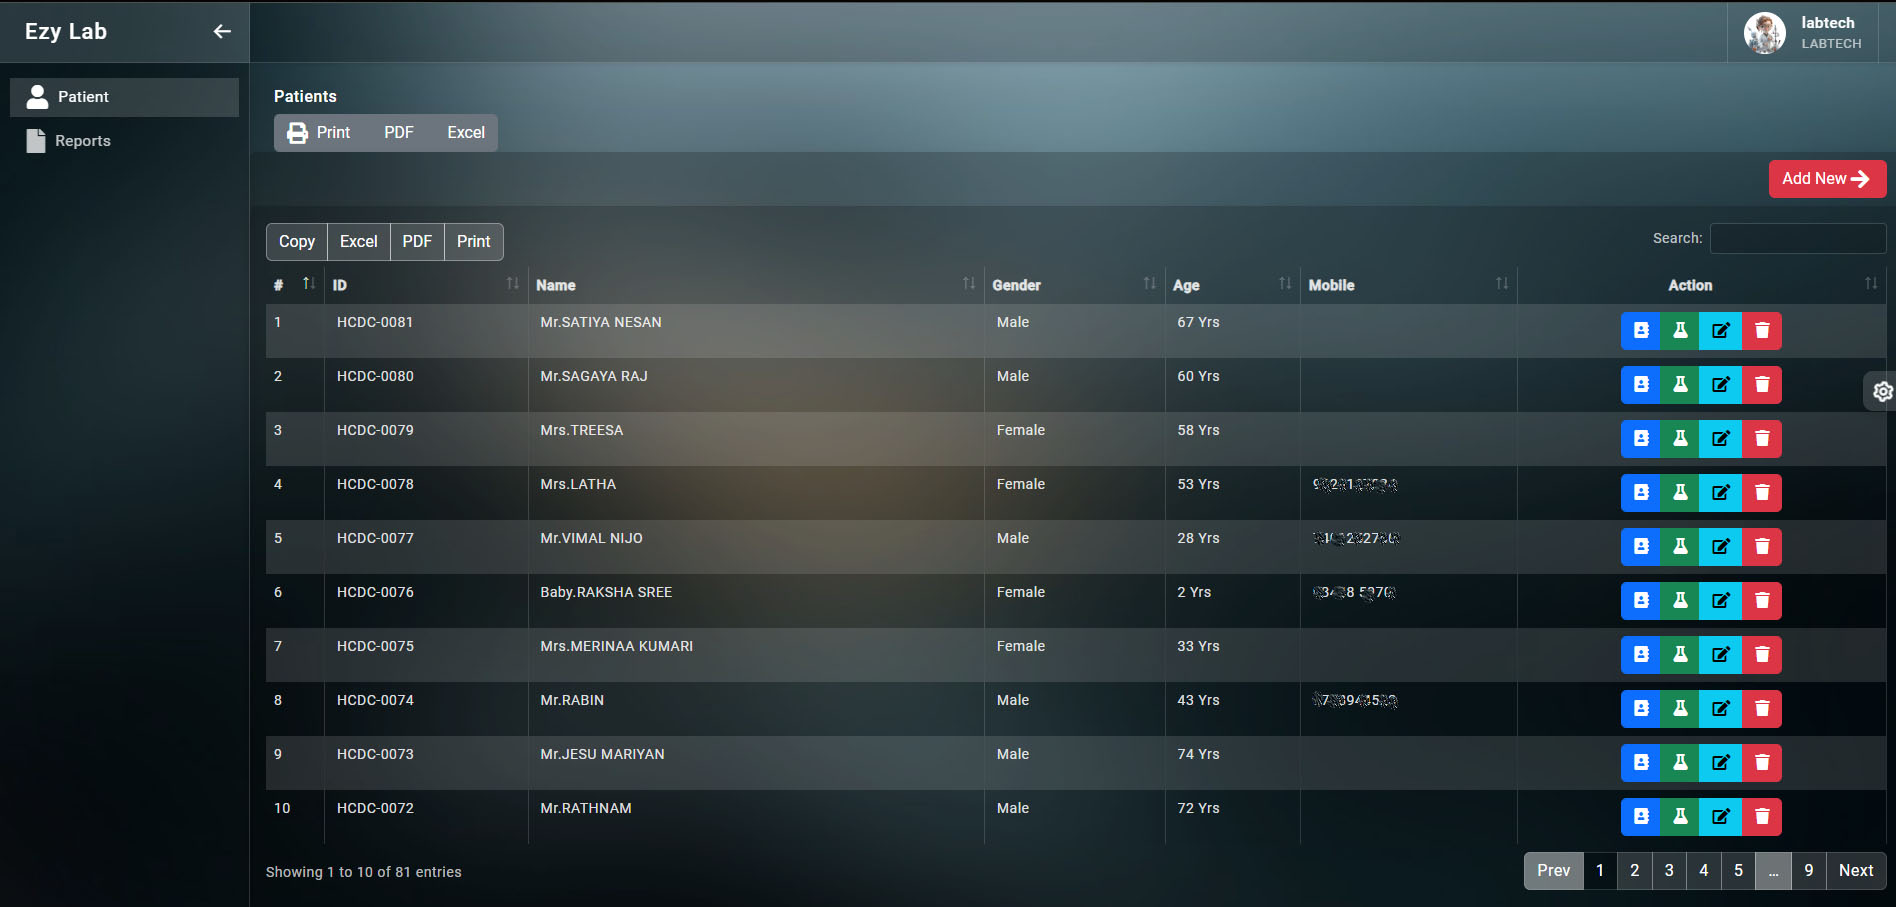 Ezy Lab
labtech
LABTECH
Patient
Reports
Patients
Print PDF Excel
Add New
Copy Excel PDF Print
Search:
# ID Name Gender Age Mobile Action
1 HCDC-0081 Mr.SATIYA NESAN Male 67 Yrs
2 HCDC-0080 Mr.SAGAYA RAJ Male 60 Yrs
3 HCDC-0079 Mrs.TREESA Female 58 Yrs
4 HCDC-0078 Mrs.LATHA Female 53 Yrs
5 HCDC-0077 Mr.VIMAL NIJO Male 28 Yrs
6 HCDC-0076 Baby.RAKSHA SREE Female 2 Yrs
7 HCDC-0075 Mrs.MERINAA KUMARI Female 33 Yrs
8 HCDC-0074 Mr.RABIN Male 43 Yrs
9 HCDC-0073 Mr.JESU MARIYAN Male 74 Yrs
10 HCDC-0072 Mr.RATHNAM Male 72 Yrs
Showing 1 to 10 of 81 entries
Prev 1 2 3 4 5 ... 9 Next